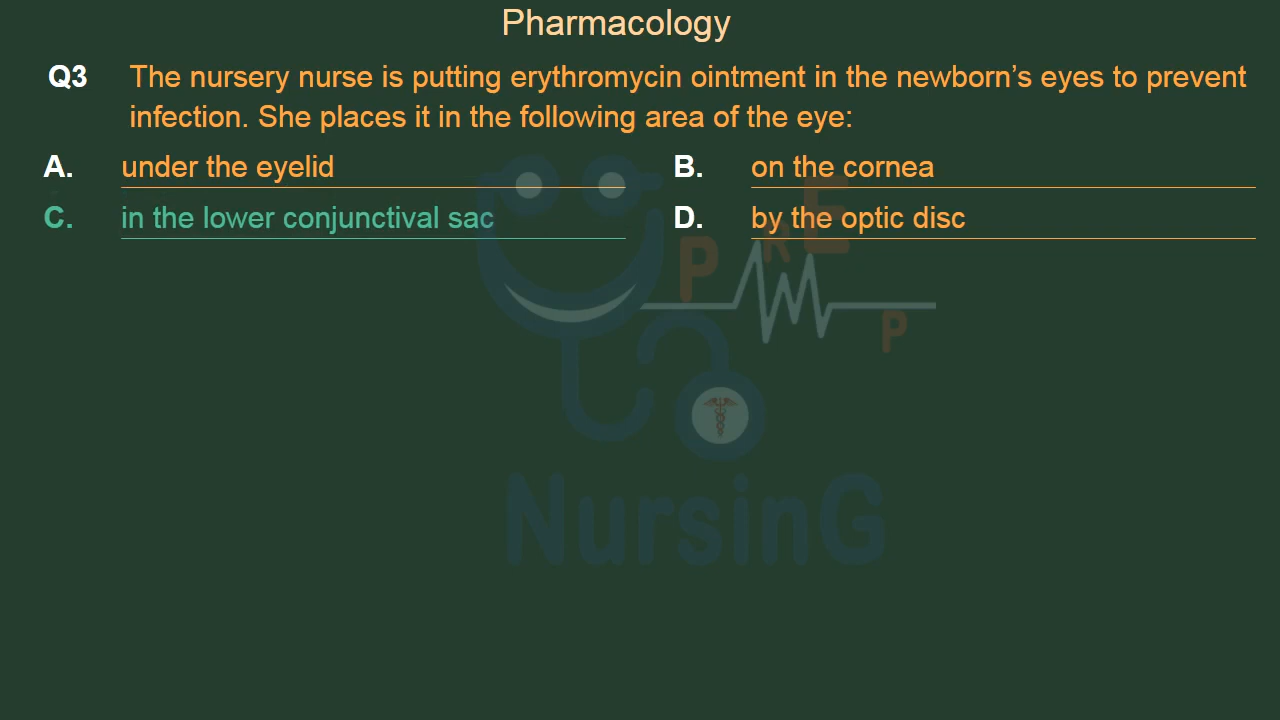 Pharmacology
Q3 The nursery nurse is putting erythromycin ointment in the newborn’s eyes to prevent
infection. She places it in the following area of the eye:
A. under the eyelid B. on the cornea
C. in the lower conjunctival sac D. by the optic disc
PREP
NursinG